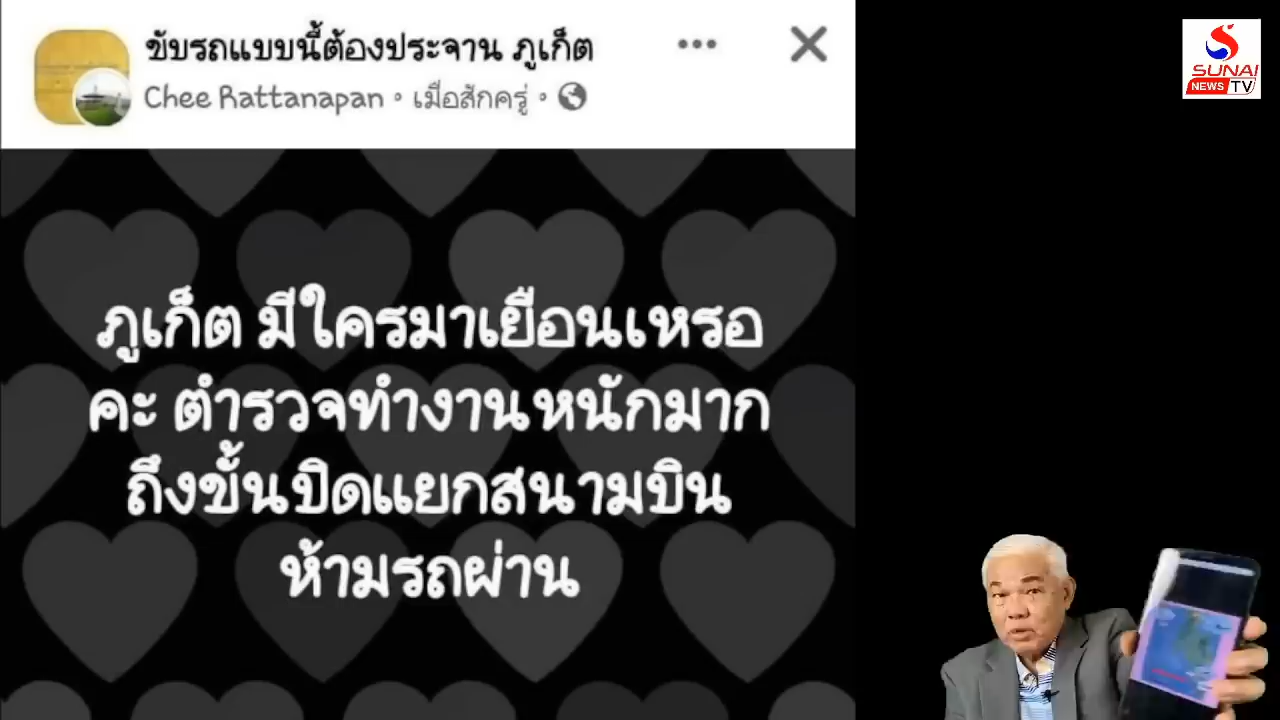 ขับรถแบบนี้ต้องประจาน ภูเก็ต
Chee Rattanapan • เมื่อสักครู่ •
SUNAI
NEWS TV
ภูเก็ต มีใครมาเยือนเหรอ
คะ ตำรวจทำงานหนักมาก
ถึงขั้นปิดแยกสนามบิน
ห้ามรถผ่าน